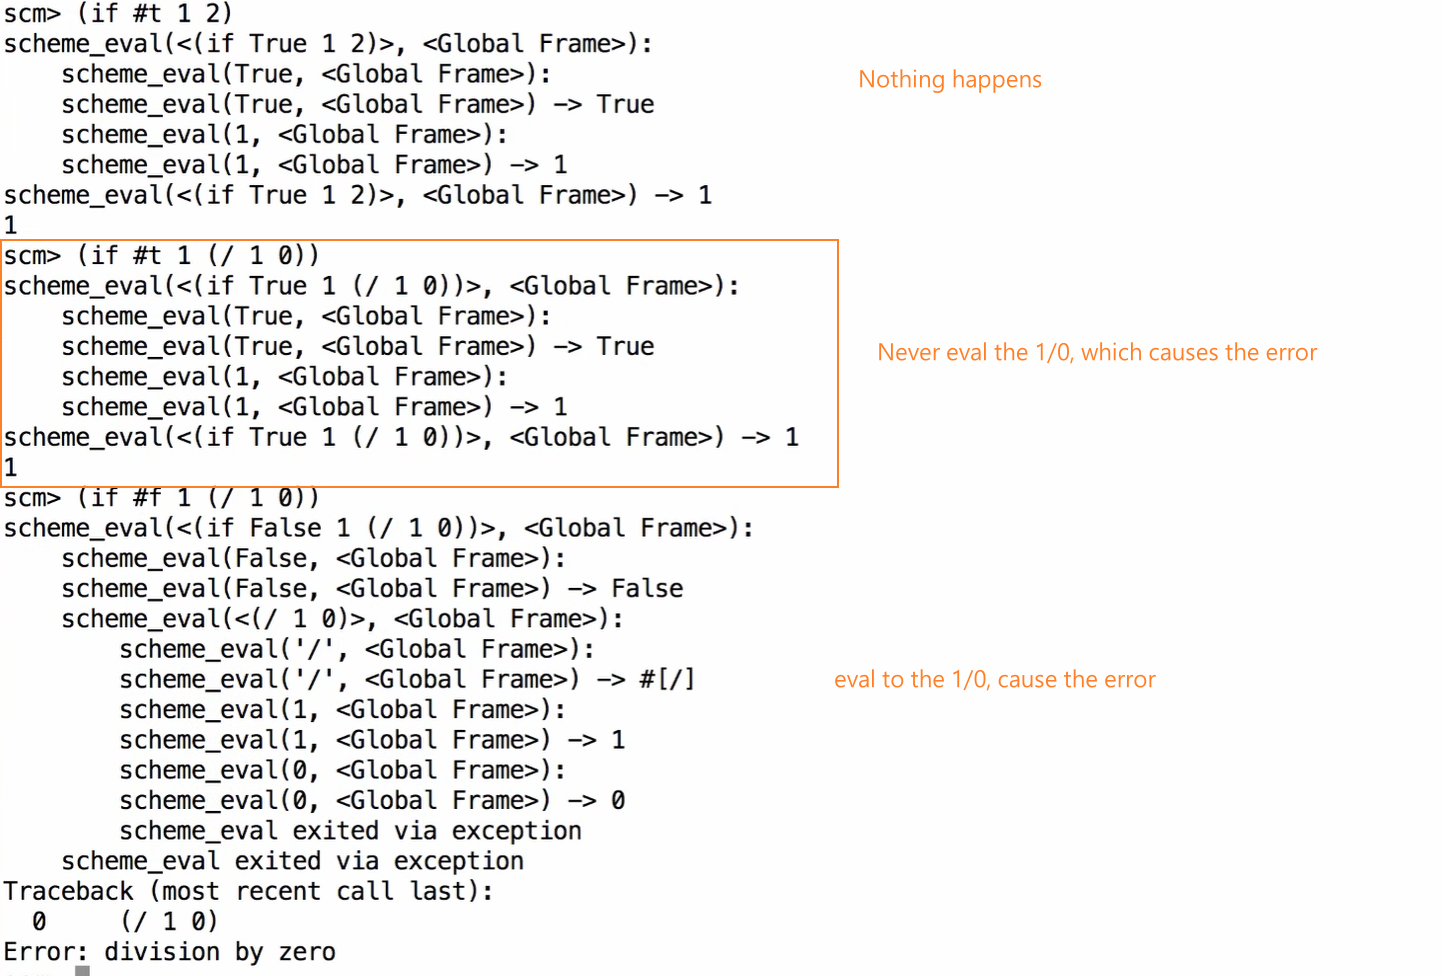 scm> (if #t 1 2)
scheme_eval(<(if True 1 2)>, <Global Frame>):
    scheme_eval(True, <Global Frame>):
Nothing happens
    scheme_eval(True, <Global Frame>) -> True
    scheme_eval(1, <Global Frame>):
    scheme_eval(1, <Global Frame>) -> 1
scheme_eval(<(if True 1 2)>, <Global Frame>) -> 1
1
scm> (if #t 1 (/ 1 0))
scheme_eval(<(if True 1 (/ 1 0))>, <Global Frame>):
    scheme_eval(True, <Global Frame>):
    scheme_eval(True, <Global Frame>) -> True
Never eval the 1/0, which causes the error
    scheme_eval(1, <Global Frame>):
    scheme_eval(1, <Global Frame>) -> 1
scheme_eval(<(if True 1 (/ 1 0))>, <Global Frame>) -> 1
1
scm> (if #f 1 (/ 1 0))
scheme_eval(<(if False 1 (/ 1 0))>, <Global Frame>):
    scheme_eval(False, <Global Frame>):
    scheme_eval(False, <Global Frame>) -> False
    scheme_eval(<(/ 1 0)>, <Global Frame>):
        scheme_eval('/', <Global Frame>):
        scheme_eval('/', <Global Frame>) -> #[/]
eval to the 1/0, cause the error
        scheme_eval(1, <Global Frame>):
        scheme_eval(1, <Global Frame>) -> 1
        scheme_eval(0, <Global Frame>):
        scheme_eval(0, <Global Frame>) -> 0
        scheme_eval exited via exception
    scheme_eval exited via exception
Traceback (most recent call last):
  0     (/ 1 0)
Error: division by zero